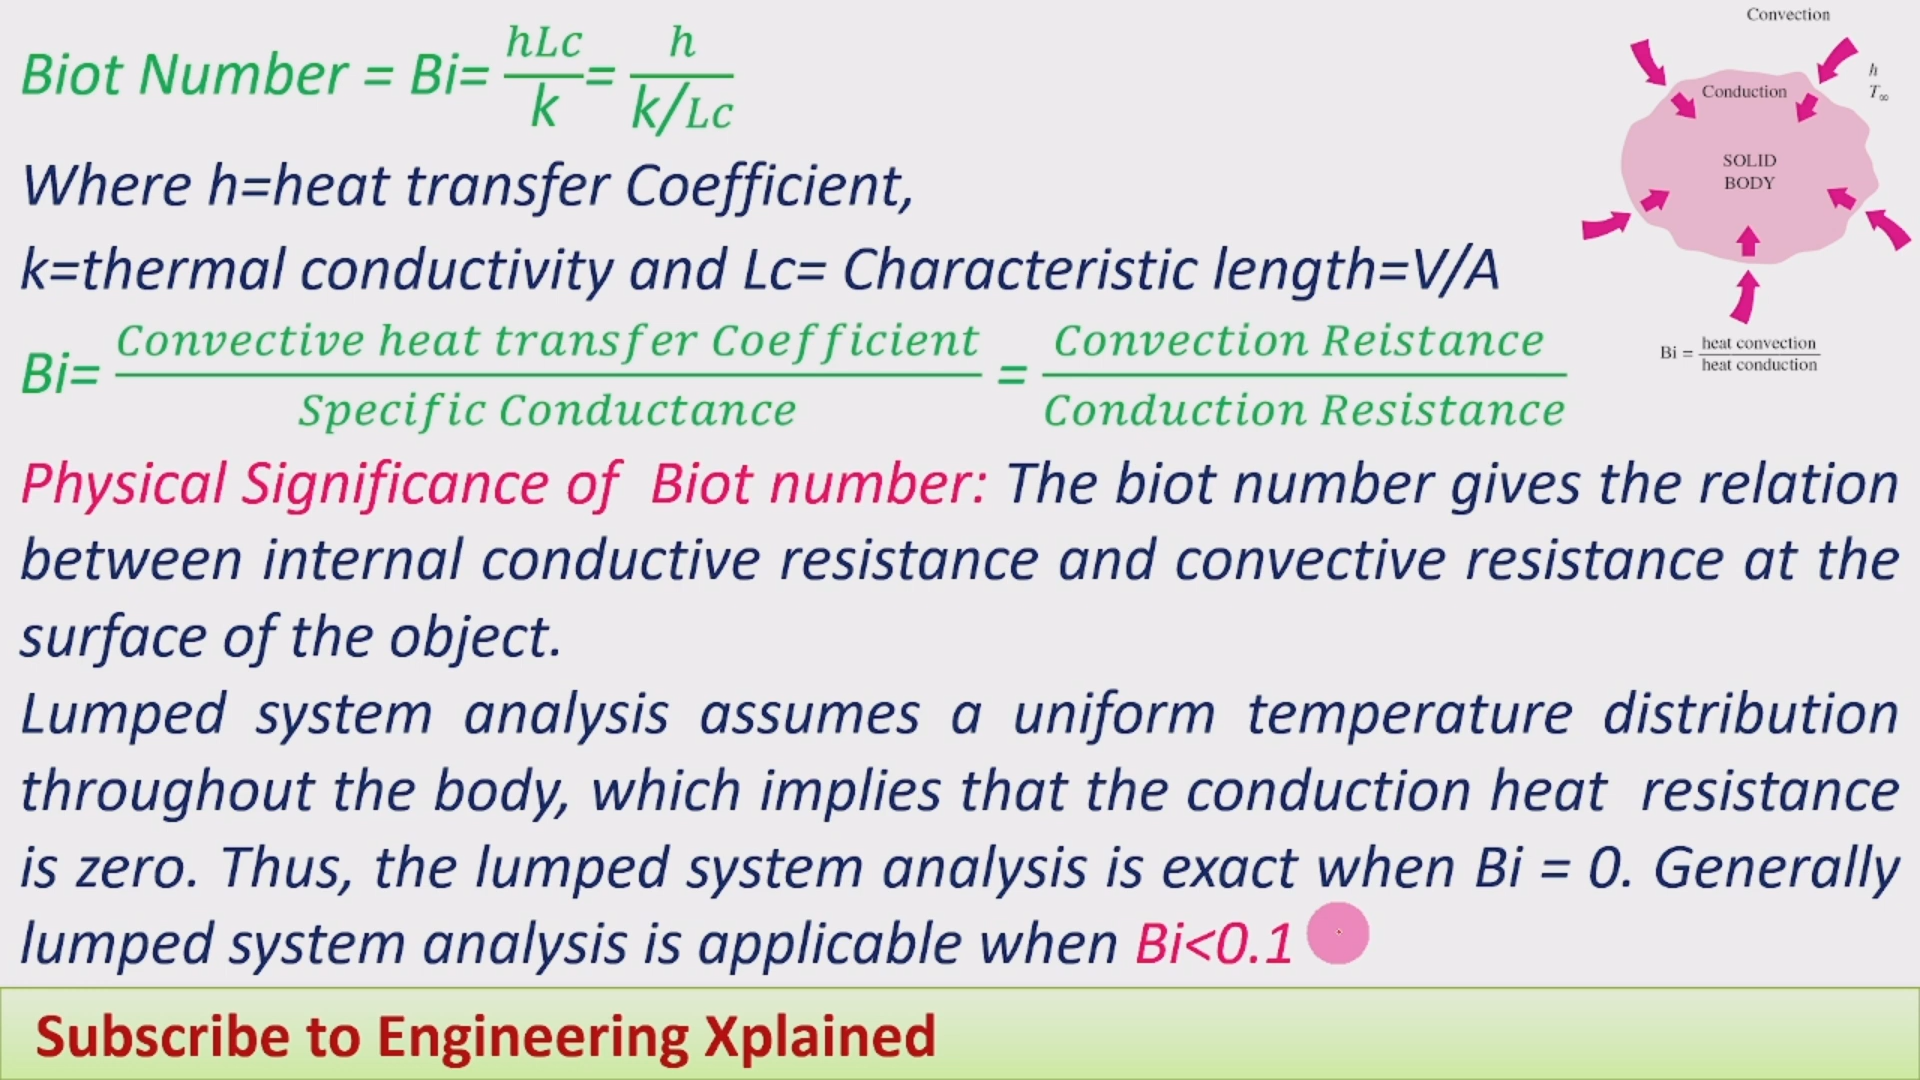 Biot Number = Bi= hLc/k = h/(k/Lc)
Where h=heat transfer Coefficient,
k=thermal conductivity and Lc= Characteristic length=V/A
Bi= Convective heat transfer Coefficient/Specific Conductance = Convection Reistance/Conduction Resistance
Physical Significance of Biot number: The biot number gives the relation
between internal conductive resistance and convective resistance at the
surface of the object.
Lumped system analysis assumes a uniform temperature distribution
throughout the body, which implies that the conduction heat resistance
is zero. Thus, the lumped system analysis is exact when Bi = 0. Generally
lumped system analysis is applicable when Bi<0.1
Convection
h
T∞
Conduction
SOLID
BODY
Bi = heat convection/heat conduction
Subscribe to Engineering Xplained